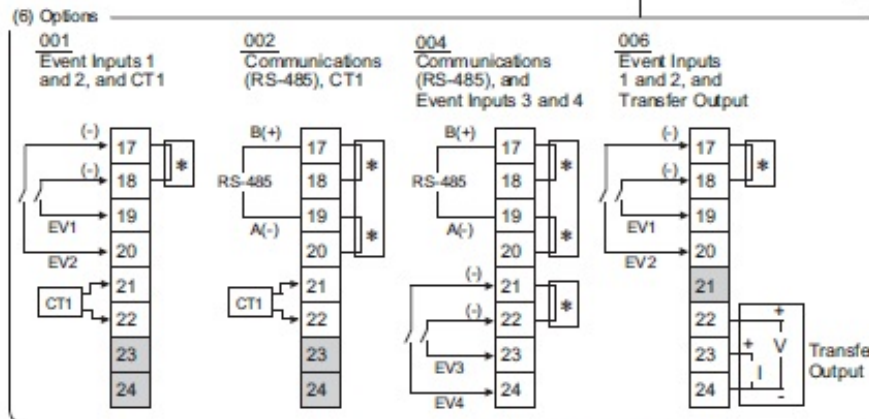 (6) Options
001
Event Inputs 1
and 2, and CT1
(-)
17
(-)
18
19
EV1
20
EV2
21
CT1
22
23
24
002
Communications
(RS-485), CT1
B(+)
17
RS-485
18
19
A(-)
20
21
CT1
22
23
24
004
Communications
(RS-485), and
Event Inputs 3 and 4
B(+)
17
RS-485
18
19
A(-)
20
(-)
21
(-)
22
23
EV3
24
EV4
006
Event Inputs
1 and 2, and
Transfer Output
(-)
17
(-)
18
19
EV1
20
EV2
21
22
+
23
+
V
I
24
-
Transfe
Output